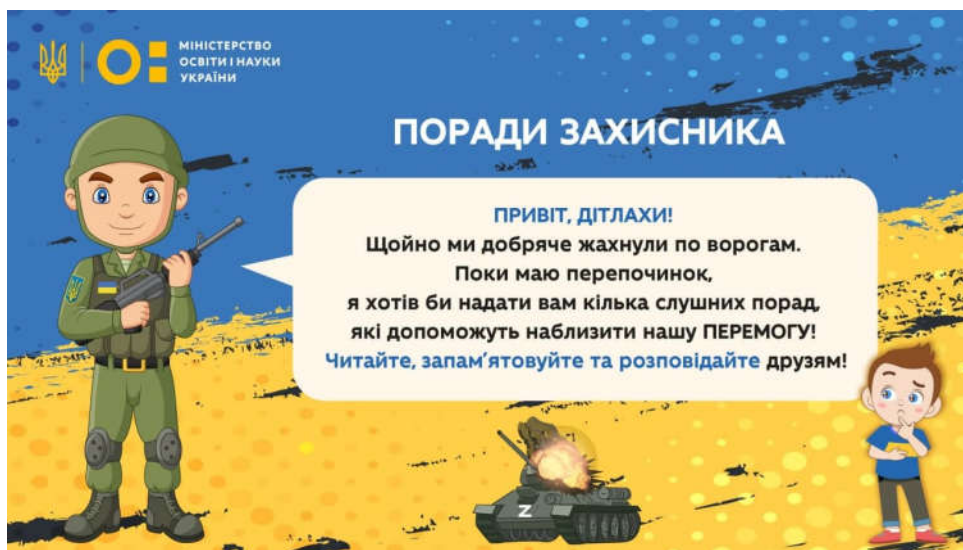 МІНІСТЕРСТВО
ОСВІТИ І НАУКИ
УКРАЇНИ
ПОРАДИ ЗАХИСНИКА
ПРИВІТ, ДІТЛАХИ!
Щойно ми добряче жахнули по ворогам.
Поки маю перепочинок,
я хотів би надати вам кілька слушних порад,
які допоможуть наблизити нашу ПЕРЕМОГУ!
Читайте, запам’ятовуйте та розповідайте друзям!
Z